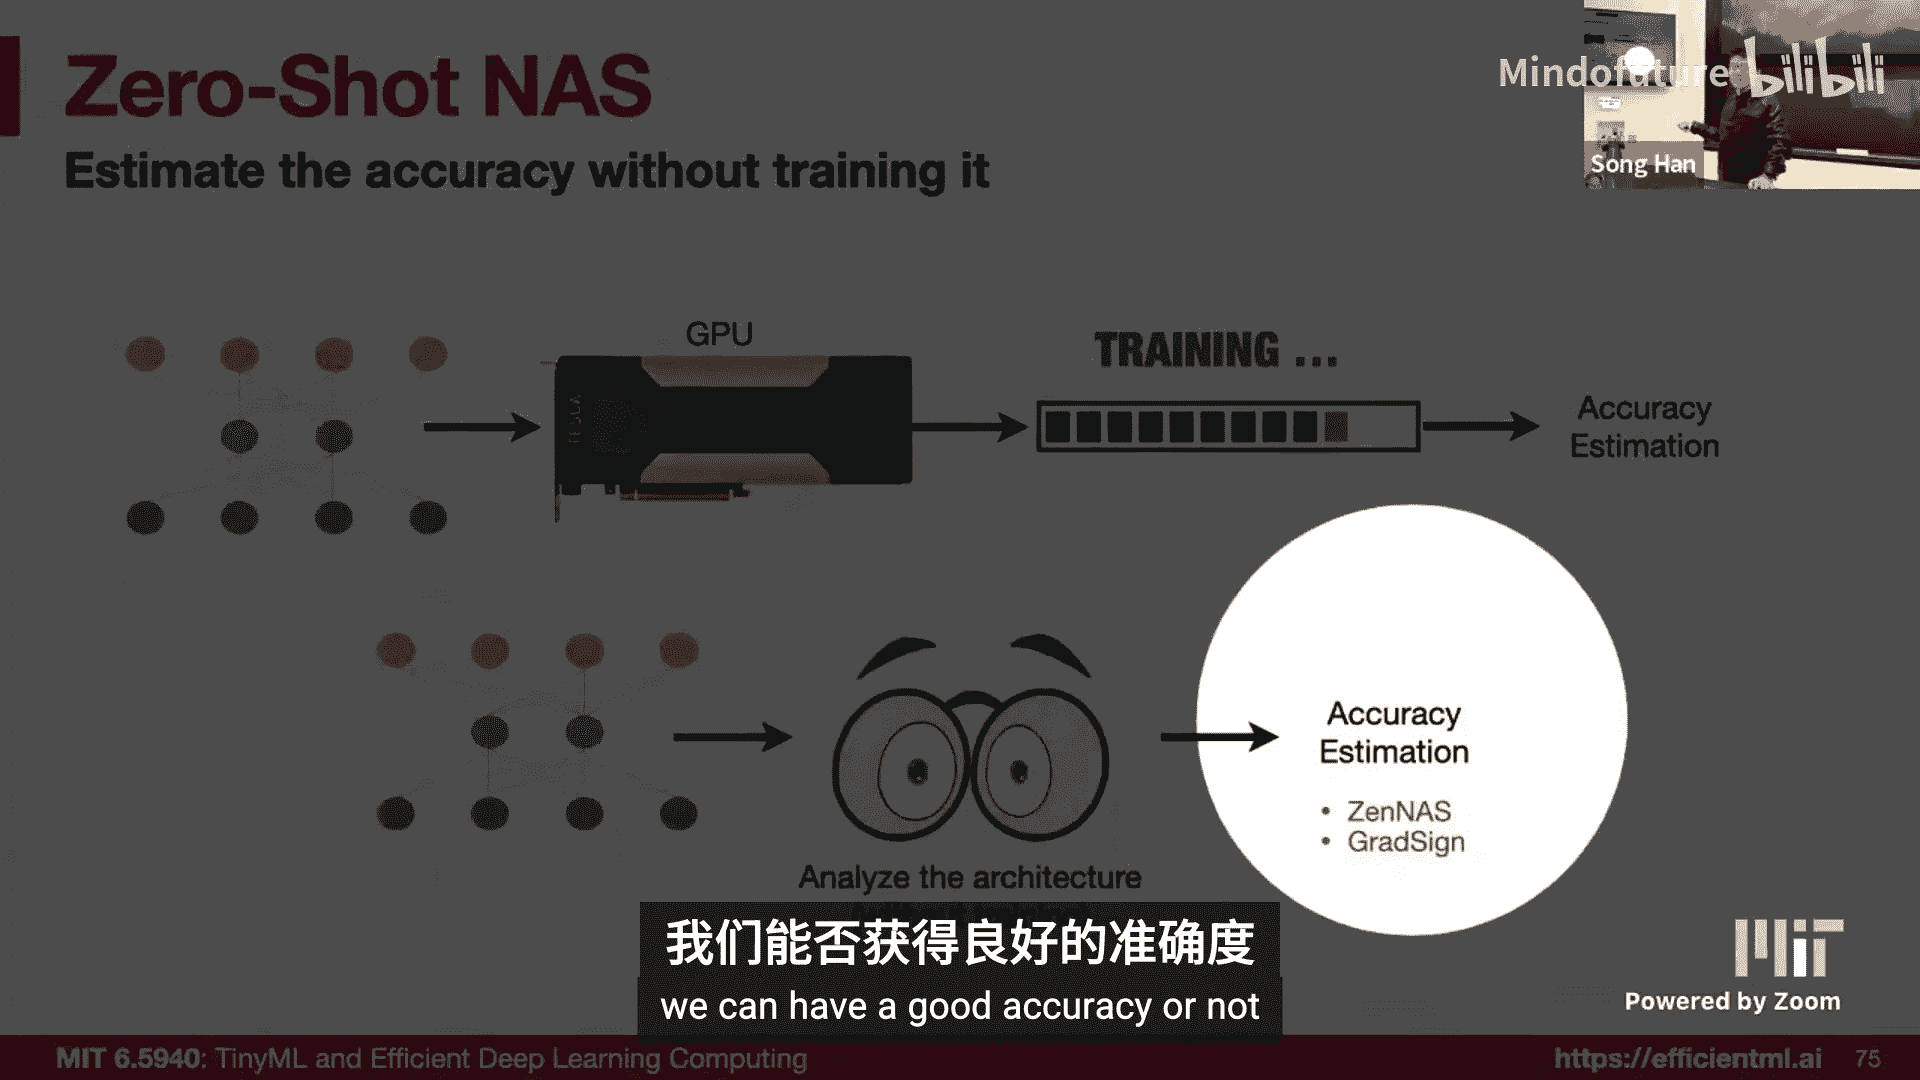 Zero-Shot NAS
Mindofuture bilibili
Song Han
Estimate the accuracy without training it
GPU
TESLA
TRAINING ...
Accuracy
Estimation
Accuracy
Estimation
• ZenNAS
• GradSign
Analyze the architecture
我们能否获得良好的准确度
we can have a good accuracy or not
MIT
Powered by Zoom
MIT 6.5940: TinyML and Efficient Deep Learning Computing
https://efficientml.ai
75